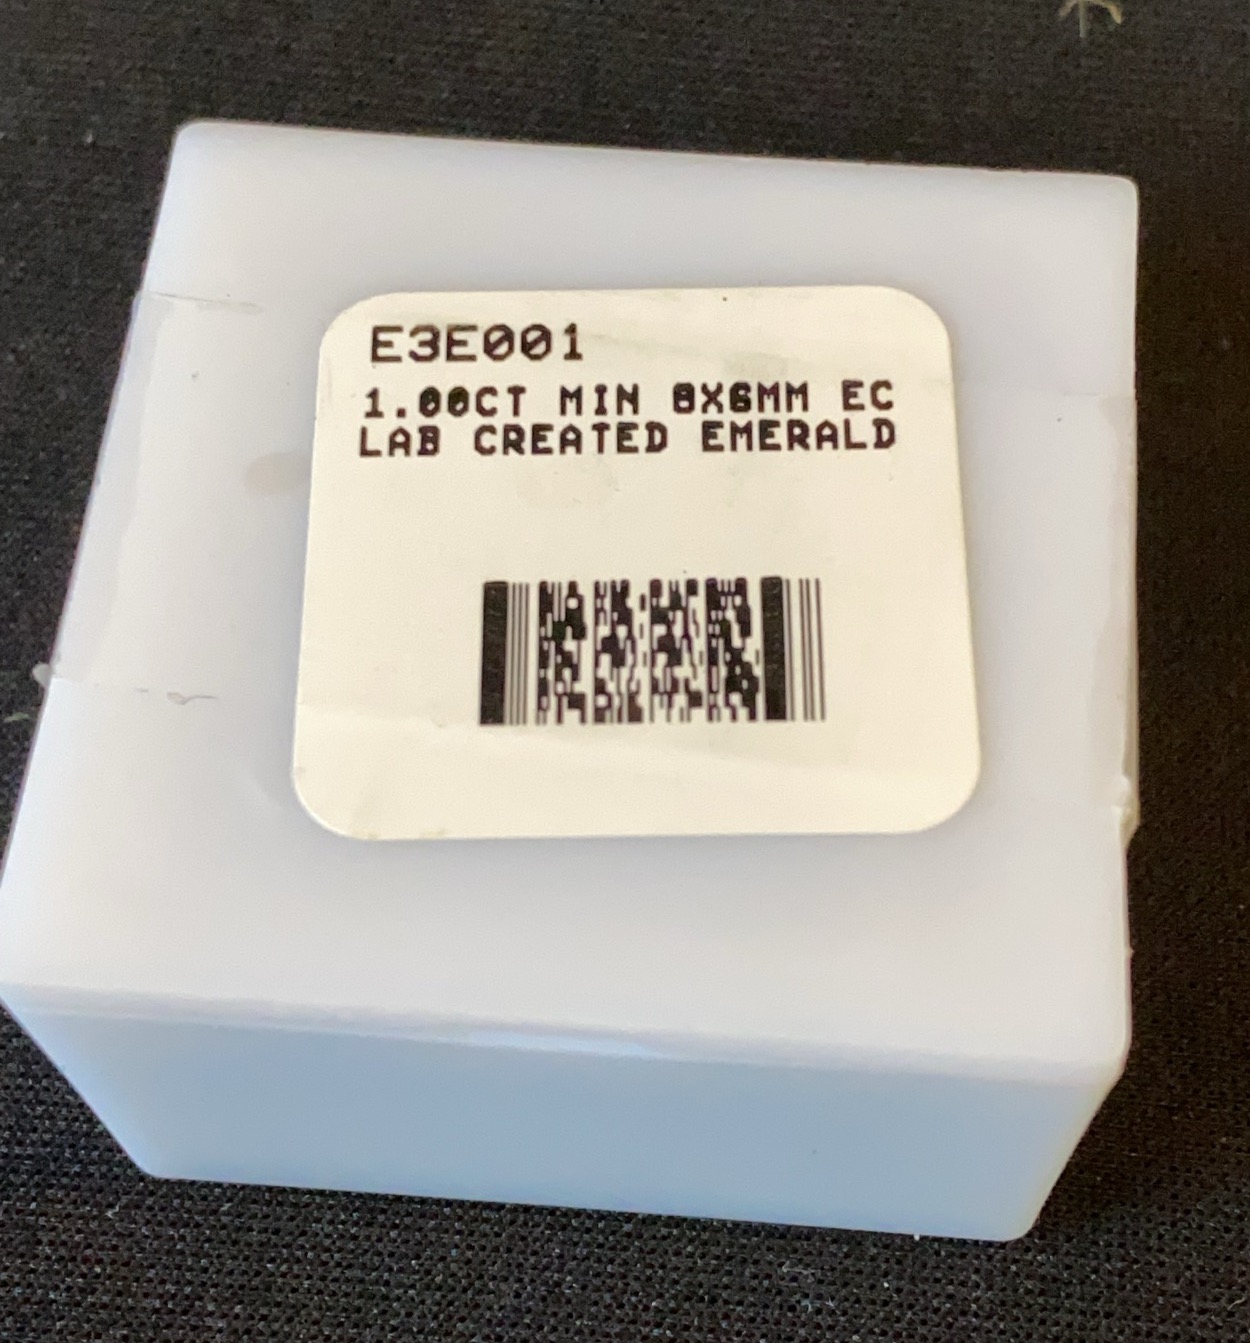 E3E001
1.00CT MIN 8X6MM EC
LAB CREATED EMERALD